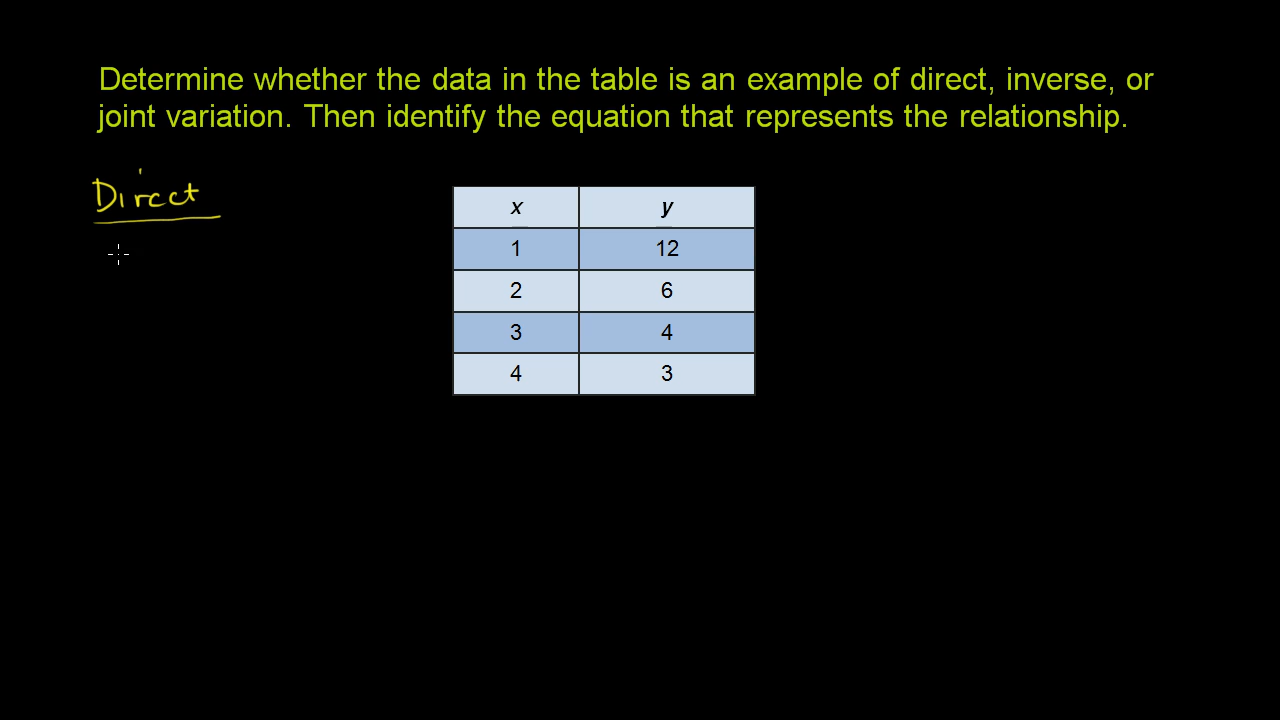 Determine whether the data in the table is an example of direct, inverse, or
joint variation. Then identify the equation that represents the relationship.
Direct
x y
1 12
2 6
3 4
4 3